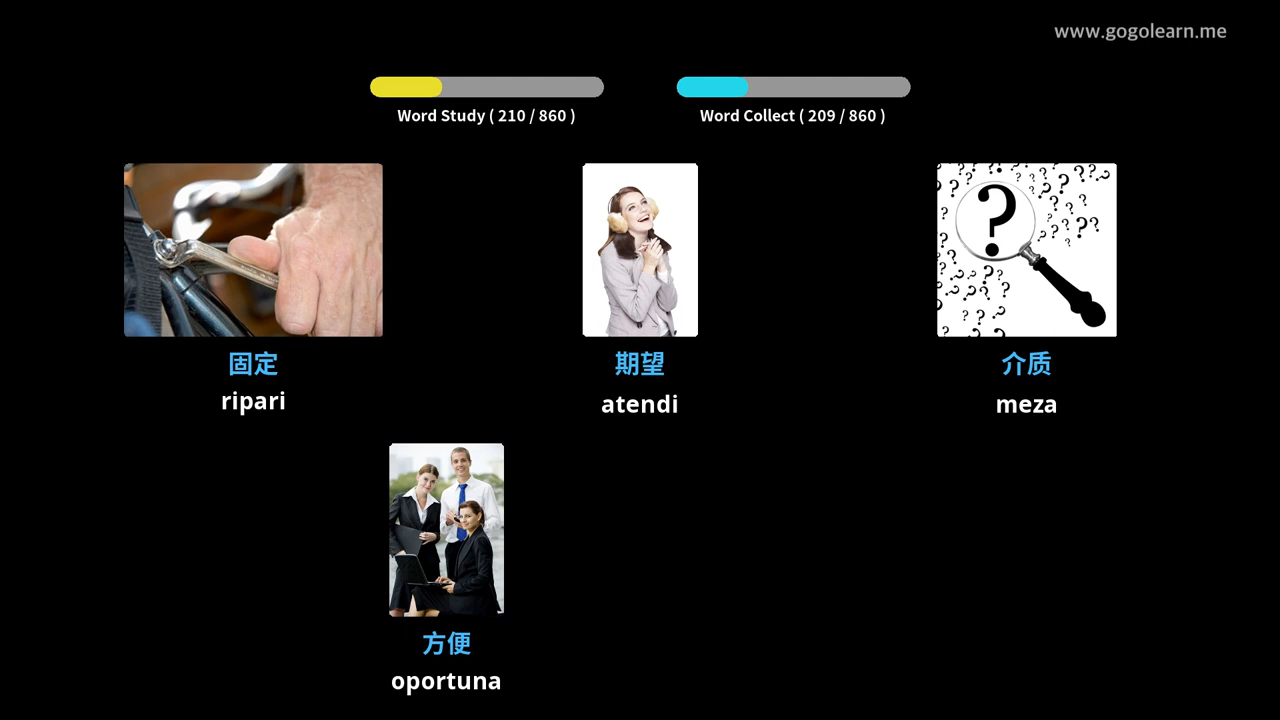 www.gogolearn.me
Word Study ( 210 / 860 )
Word Collect ( 209 / 860 )
固定
ripari
期望
atendi
介质
meza
方便
oportuna